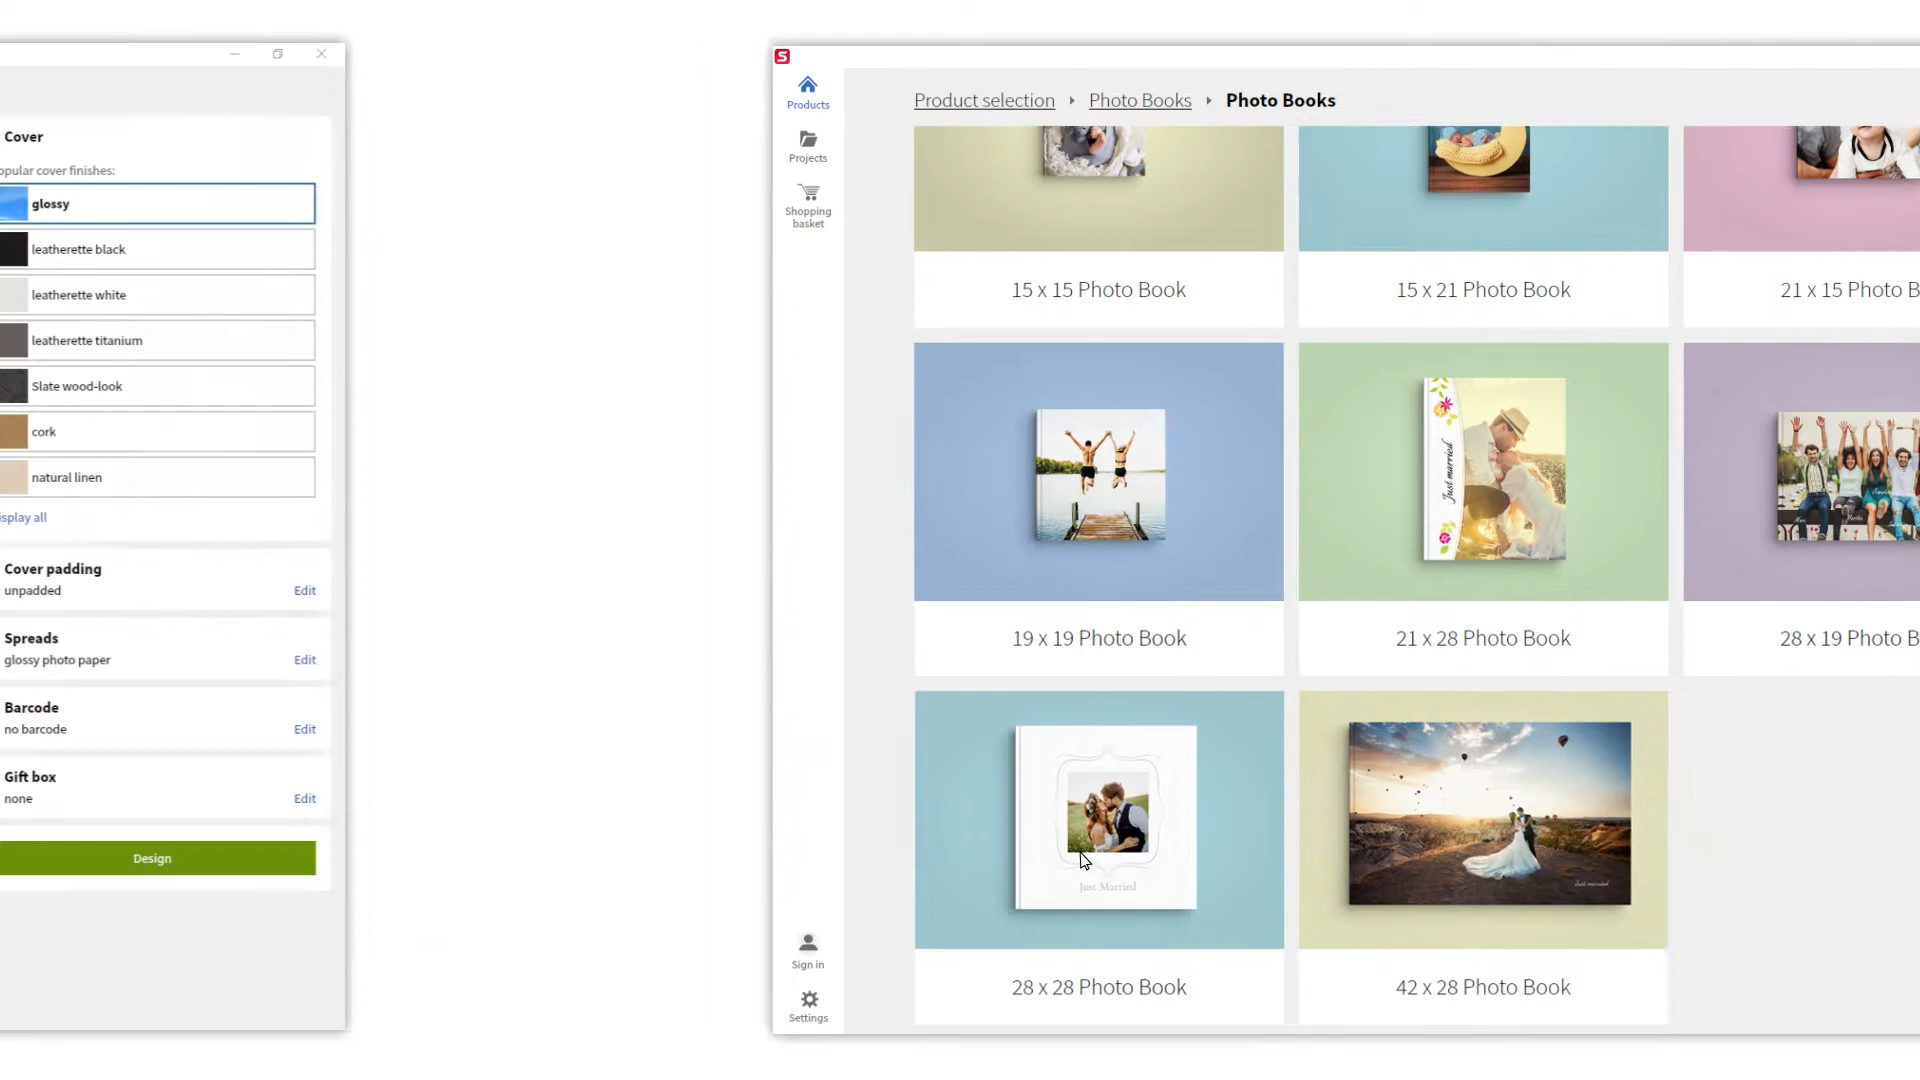 Cover
opular cover finishes:
glossy
leatherette black
leatherette white
leatherette titanium
Slate wood-look
cork
natural linen
isplay all
Cover padding
unpadded
Edit
Spreads
glossy photo paper
Edit
Barcode
no barcode
Edit
Gift box
none
Edit
Design
S
Products
Projects
Shopping
basket
Sign in
Settings
Product selection
Photo Books
Photo Books
15 x 15 Photo Book
15 x 21 Photo Book
21 x 15 Photo B
Just married
19 x 19 Photo Book
21 x 28 Photo Book
28 x 19 Photo B
Just Married
Just married
28 x 28 Photo Book
42 x 28 Photo Book